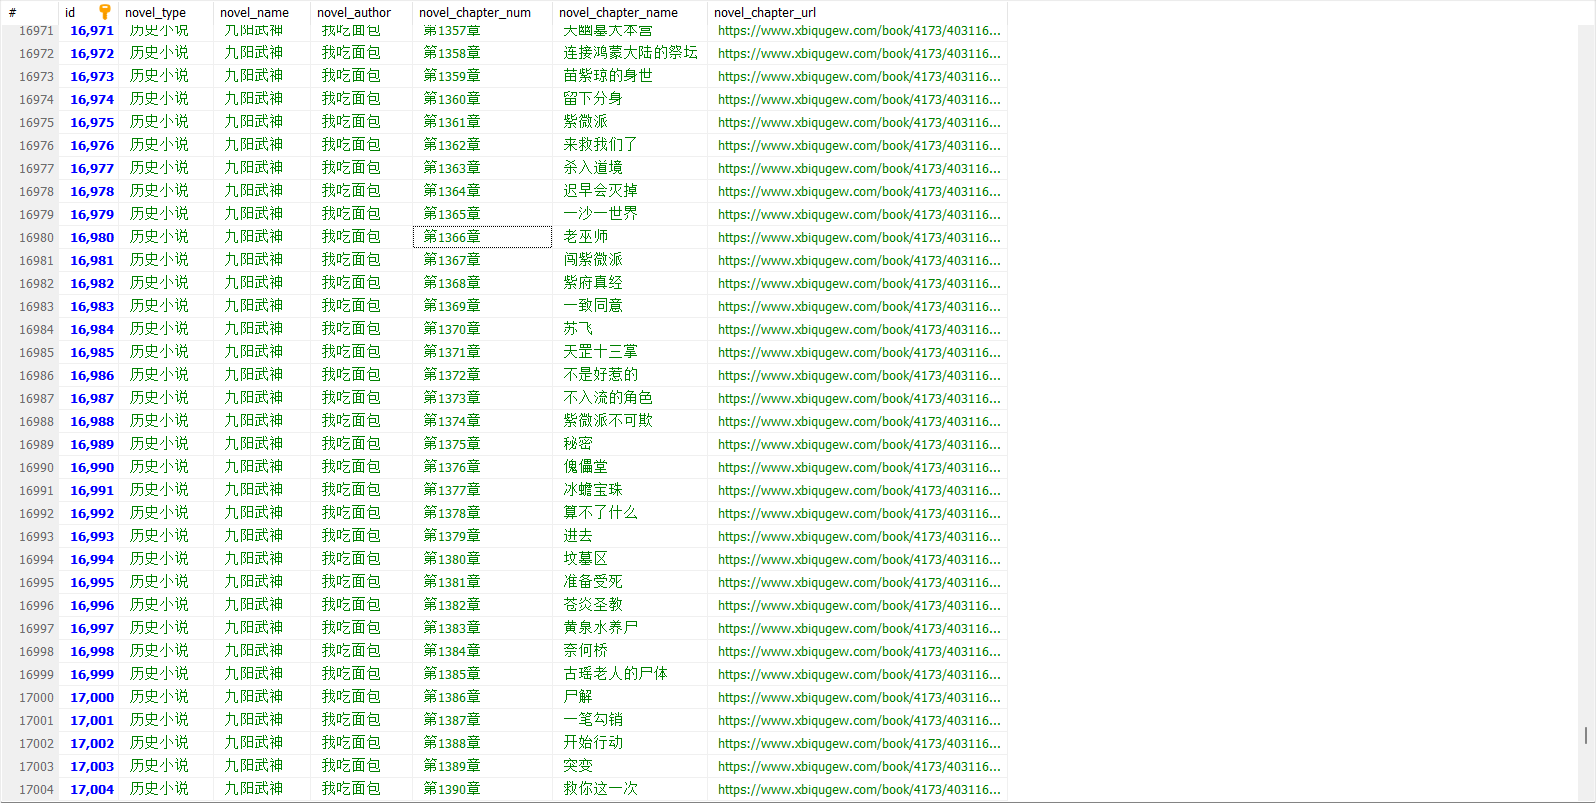 # id novel_type novel_name novel_author novel_chapter_num novel_chapter_name novel_chapter_url
16971 16,971 历史小说 九阳武神 我吃面包 第1357章 天幽墓大本营 https://www.xbiqugew.com/book/4173/403116...
16972 16,972 历史小说 九阳武神 我吃面包 第1358章 连接鸿蒙大陆的祭坛 https://www.xbiqugew.com/book/4173/403116...
16973 16,973 历史小说 九阳武神 我吃面包 第1359章 苗紫琼的身世 https://www.xbiqugew.com/book/4173/403116...
16974 16,974 历史小说 九阳武神 我吃面包 第1360章 留下分身 https://www.xbiqugew.com/book/4173/403116...
16975 16,975 历史小说 九阳武神 我吃面包 第1361章 紫微派 https://www.xbiqugew.com/book/4173/403116...
16976 16,976 历史小说 九阳武神 我吃面包 第1362章 来救我们了 https://www.xbiqugew.com/book/4173/403116...
16977 16,977 历史小说 九阳武神 我吃面包 第1363章 杀入道境 https://www.xbiqugew.com/book/4173/403116...
16978 16,978 历史小说 九阳武神 我吃面包 第1364章 迟早会灭掉 https://www.xbiqugew.com/book/4173/403116...
16979 16,979 历史小说 九阳武神 我吃面包 第1365章 一沙一世界 https://www.xbiqugew.com/book/4173/403116...
16980 16,980 历史小说 九阳武神 我吃面包 第1366章 老巫师 https://www.xbiqugew.com/book/4173/403116...
16981 16,981 历史小说 九阳武神 我吃面包 第1367章 闯紫微派 https://www.xbiqugew.com/book/4173/403116...
16982 16,982 历史小说 九阳武神 我吃面包 第1368章 紫府真经 https://www.xbiqugew.com/book/4173/403116...
16983 16,983 历史小说 九阳武神 我吃面包 第1369章 一致同意 https://www.xbiqugew.com/book/4173/403116...
16984 16,984 历史小说 九阳武神 我吃面包 第1370章 苏飞 https://www.xbiqugew.com/book/4173/403116...
16985 16,985 历史小说 九阳武神 我吃面包 第1371章 天罡十三掌 https://www.xbiqugew.com/book/4173/403116...
16986 16,986 历史小说 九阳武神 我吃面包 第1372章 不是好惹的 https://www.xbiqugew.com/book/4173/403116...
16987 16,987 历史小说 九阳武神 我吃面包 第1373章 不入流的角色 https://www.xbiqugew.com/book/4173/403116...
16988 16,988 历史小说 九阳武神 我吃面包 第1374章 紫微派不可欺 https://www.xbiqugew.com/book/4173/403116...
16989 16,989 历史小说 九阳武神 我吃面包 第1375章 秘密 https://www.xbiqugew.com/book/4173/403116...
16990 16,990 历史小说 九阳武神 我吃面包 第1376章 傀儡堂 https://www.xbiqugew.com/book/4173/403116...
16991 16,991 历史小说 九阳武神 我吃面包 第1377章 冰蟾宝珠 https://www.xbiqugew.com/book/4173/403116...
16992 16,992 历史小说 九阳武神 我吃面包 第1378章 算不了什么 https://www.xbiqugew.com/book/4173/403116...
16993 16,993 历史小说 九阳武神 我吃面包 第1379章 进去 https://www.xbiqugew.com/book/4173/403116...
16994 16,994 历史小说 九阳武神 我吃面包 第1380章 坟墓区 https://www.xbiqugew.com/book/4173/403116...
16995 16,995 历史小说 九阳武神 我吃面包 第1381章 准备受死 https://www.xbiqugew.com/book/4173/403116...
16996 16,996 历史小说 九阳武神 我吃面包 第1382章 苍炎圣教 https://www.xbiqugew.com/book/4173/403116...
16997 16,997 历史小说 九阳武神 我吃面包 第1383章 黄泉水养尸 https://www.xbiqugew.com/book/4173/403116...
16998 16,998 历史小说 九阳武神 我吃面包 第1384章 奈何桥 https://www.xbiqugew.com/book/4173/403116...
16999 16,999 历史小说 九阳武神 我吃面包 第1385章 古瑶老人的尸体 https://www.xbiqugew.com/book/4173/403116...
17000 17,000 历史小说 九阳武神 我吃面包 第1386章 尸解 https://www.xbiqugew.com/book/4173/403116...
17001 17,001 历史小说 九阳武神 我吃面包 第1387章 一笔勾销 https://www.xbiqugew.com/book/4173/403116...
17002 17,002 历史小说 九阳武神 我吃面包 第1388章 开始行动 https://www.xbiqugew.com/book/4173/403116...
17003 17,003 历史小说 九阳武神 我吃面包 第1389章 突变 https://www.xbiqugew.com/book/4173/403116...
17004 17,004 历史小说 九阳武神 我吃面包 第1390章 救你这一次 https://www.xbiqugew.com/book/4173/403116...